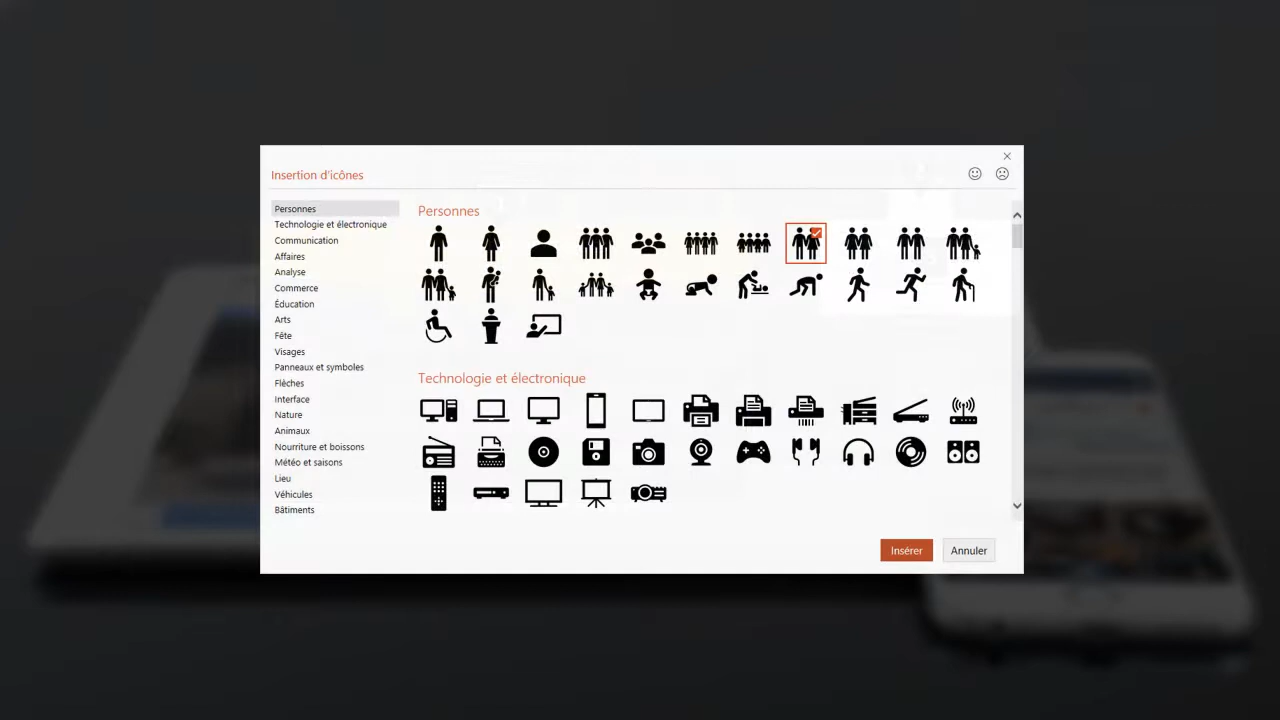 Insertion d'icônes
Personnes
Technologie et électronique
Communication
Affaires
Analyse
Commerce
Éducation
Arts
Fête
Visages
Panneaux et symboles
Flèches
Interface
Nature
Animaux
Nourriture et boissons
Météo et saisons
Lieu
Véhicules
Bâtiments
Personnes
Technologie et électronique
Insérer
Annuler